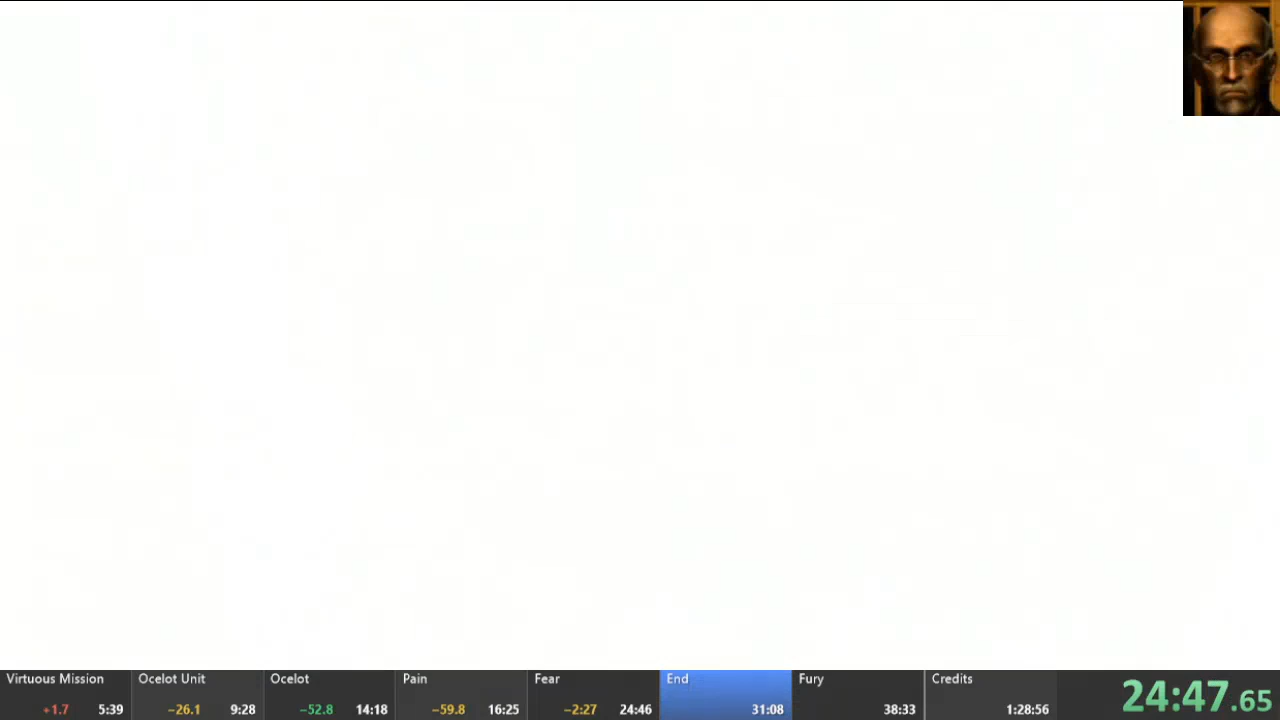 Virtuous Mission Ocelot Unit Ocelot Pain Fear End Fury Credits
+1.7 5:39 −26.1 9:28 −52.8 14:18 −59.8 16:25 −2:27 24:46 31:08 38:33 1:28:56
24:47.65